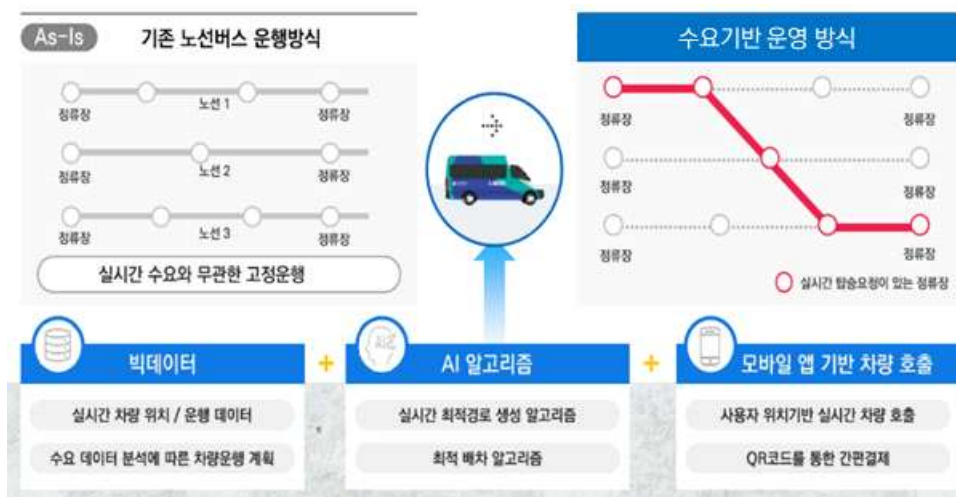 As-Is
기존 노선버스 운행방식
정류장
노선 1
정류장
정류장
노선 2
정류장
정류장
노선 3
정류장
실시간 수요와 무관한 고정운행
수요기반 운영 방식
정류장
정류장
정류장
정류장
정류장
정류장
실시간 탑승요청이 있는 정류장
빅데이터
실시간 차량 위치 / 운행 데이터
수요 데이터 분석에 따른 차량운행 계획
+
AI
AI 알고리즘
실시간 최적경로 생성 알고리즘
최적 배차 알고리즘
+
모바일 앱 기반 차량 호출
사용자 위치기반 실시간 차량 호출
QR코드를 통한 간편결제